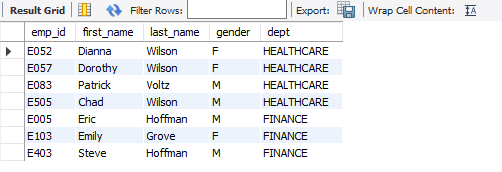 Result Grid Filter Rows: Export: Wrap Cell Content:
emp_id first_name last_name gender dept
E052 Dianna Wilson F HEALTHCARE
E057 Dorothy Wilson F HEALTHCARE
E083 Patrick Voltz M HEALTHCARE
E505 Chad Wilson M HEALTHCARE
E005 Eric Hoffman M FINANCE
E103 Emily Grove F FINANCE
E403 Steve Hoffman M FINANCE